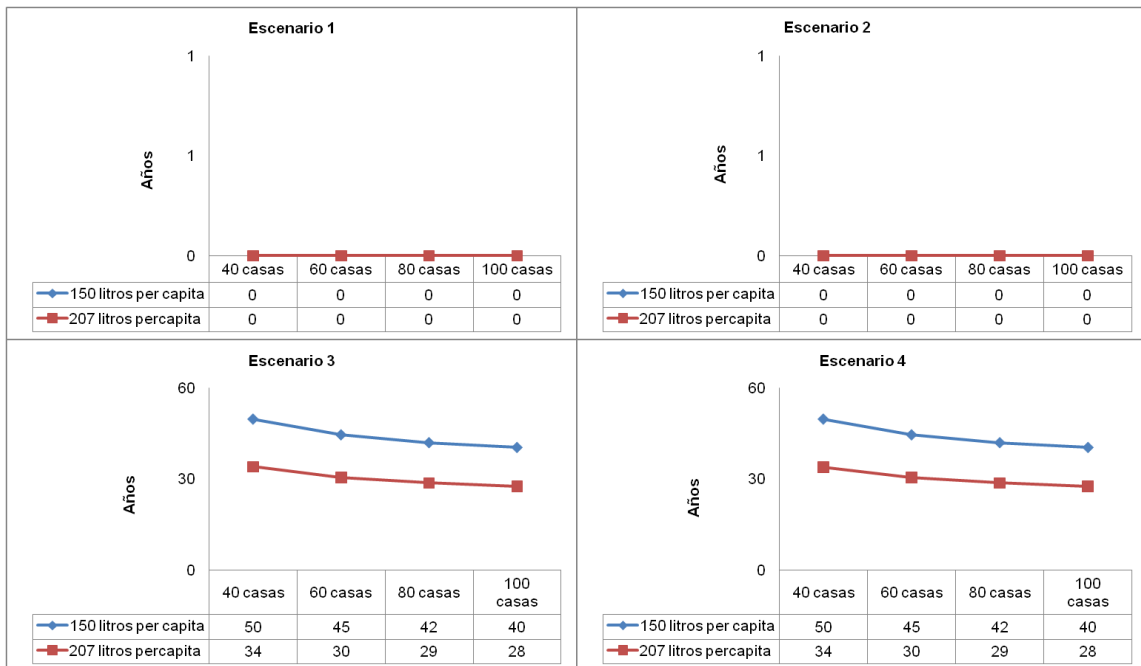 Escenario 1
1
1
0
Años
40 casas 60 casas 80 casas 100 casas
150 litros per capita 0 0 0 0
207 litros percapita 0 0 0 0
Escenario 2
1
1
0
Años
40 casas 60 casas 80 casas 100 casas
150 litros per capita 0 0 0 0
207 litros percapita 0 0 0 0
Escenario 3
60
30
0
Años
40 casas 60 casas 80 casas 100 casas
150 litros per capita 50 45 42 40
207 litros percapita 34 30 29 28
Escenario 4
60
30
0
Años
40 casas 60 casas 80 casas 100 casas
150 litros per capita 50 45 42 40
207 litros percapita 34 30 29 28